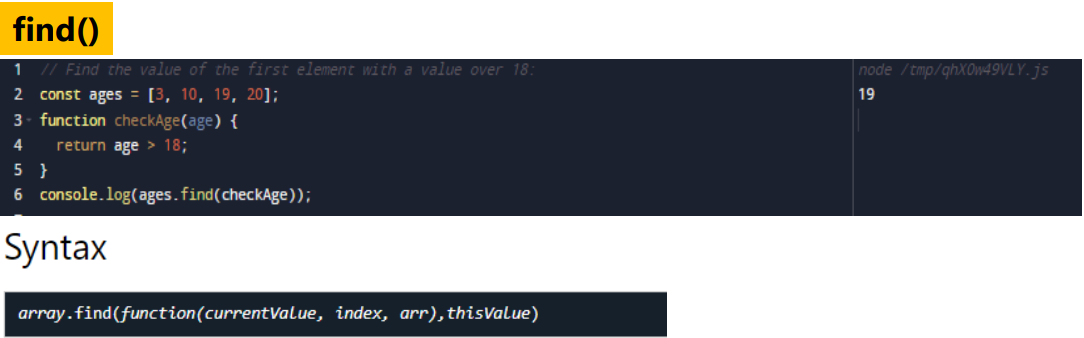 find()
1 // Find the value of the first element with a value over 18:
2 const ages = [3, 10, 19, 20];
3 function checkAge(age) {
4 return age > 18;
5 }
6 console.log(ages.find(checkAge));
node /tmp/qhX0w49VLY.js
19
Syntax
array.find(function(currentValue, index, arr),thisValue)